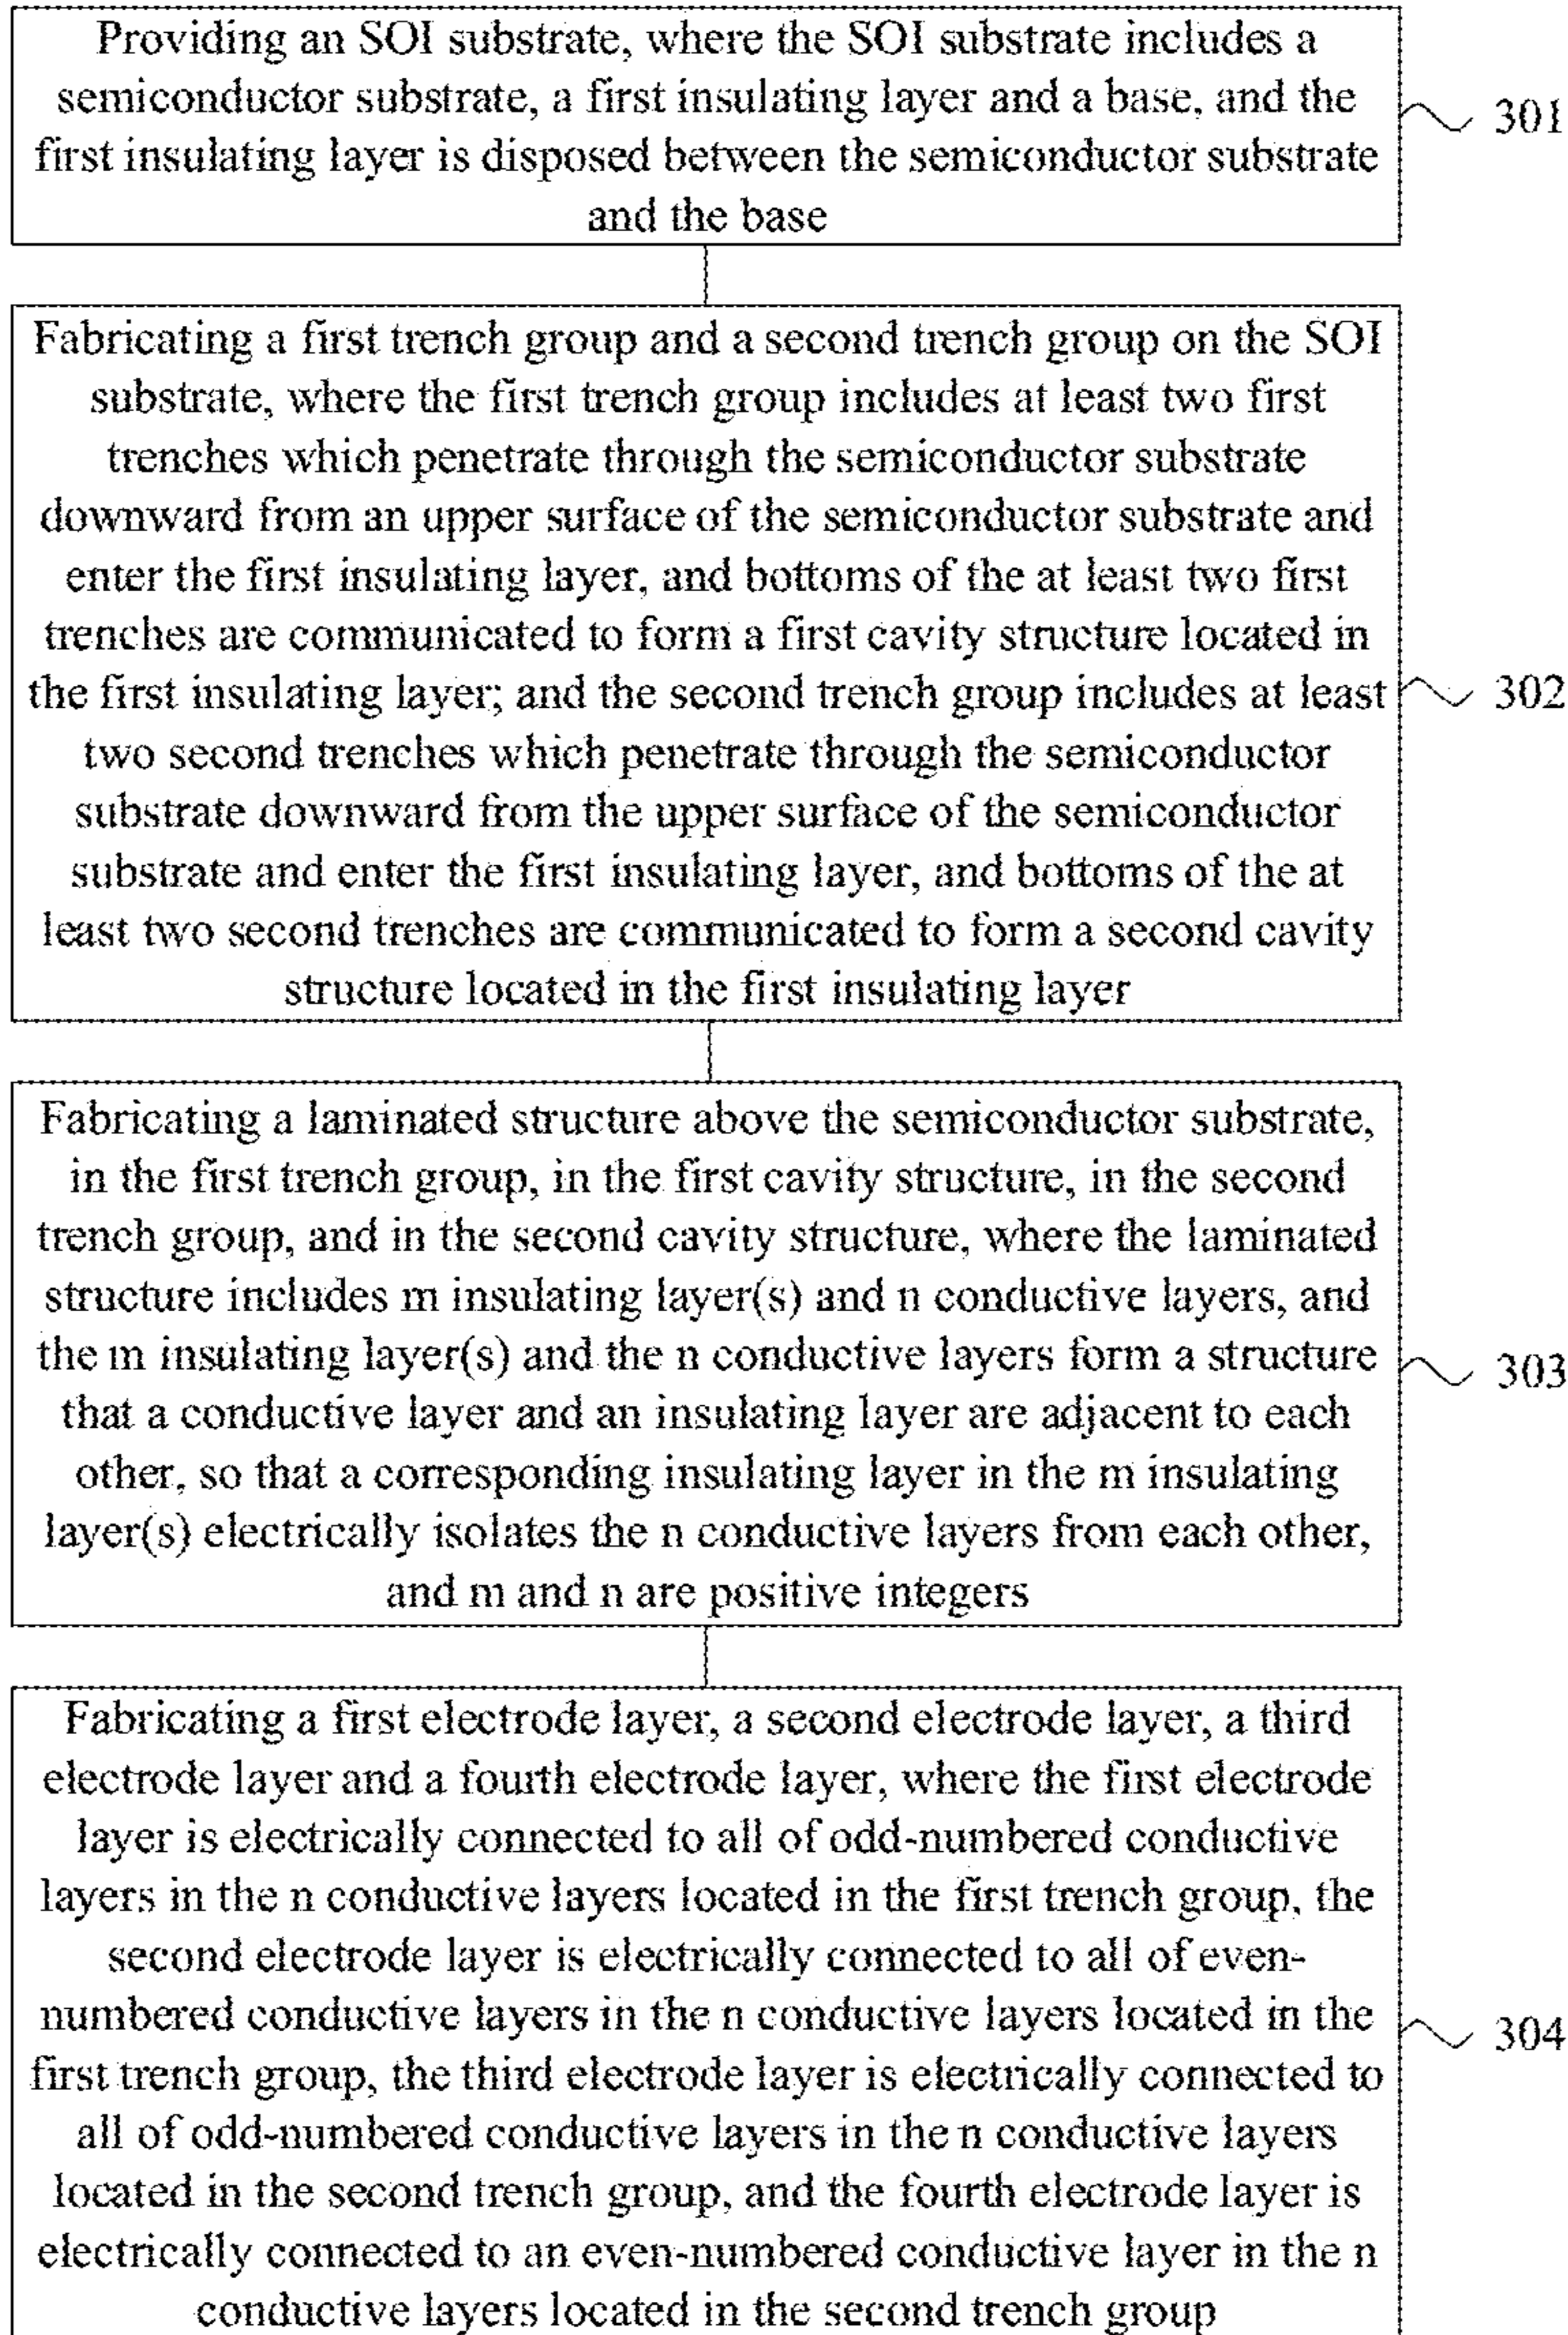 Providing an SOI substrate, where the SOI substrate includes a
semiconductor substrate, a first insulating layer and a base, and the
first insulating layer is disposed between the semiconductor substrate
and the base
301
Fabricating a first trench group and a second trench group on the SOI
substrate, where the first trench group includes at least two first
trenches which penetrate through the semiconductor substrate
downward from an upper surface of the semiconductor substrate and
enter the first insulating layer, and bottoms of the at least two first
trenches are communicated to form a first cavity structure located in
the first insulating layer; and the second trench group includes at least
two second trenches which penetrate through the semiconductor
substrate downward from the upper surface of the semiconductor
substrate and enter the first insulating layer, and bottoms of the at
least two second trenches are communicated to form a second cavity
structure located in the first insulating layer
302
Fabricating a laminated structure above the semiconductor substrate,
in the first trench group, in the first cavity structure, in the second
trench group, and in the second cavity structure, where the laminated
structure includes m insulating layer(s) and n conductive layers, and
the m insulating layer(s) and the n conductive layers form a structure
that a conductive layer and an insulating layer are adjacent to each
other, so that a corresponding insulating layer in the m insulating
layer(s) electrically isolates the n conductive layers from each other,
and m and n are positive integers
303
Fabricating a first electrode layer, a second electrode layer, a third
electrode layer and a fourth electrode layer, where the first electrode
layer is electrically connected to all of odd-numbered conductive
layers in the n conductive layers located in the first trench group, the
second electrode layer is electrically connected to all of even-
numbered conductive layers in the n conductive layers located in the
first trench group, the third electrode layer is electrically connected to
all of odd-numbered conductive layers in the n conductive layers
located in the second trench group, and the fourth electrode layer is
electrically connected to an even-numbered conductive layer in the n
conductive layers located in the second trench group
304